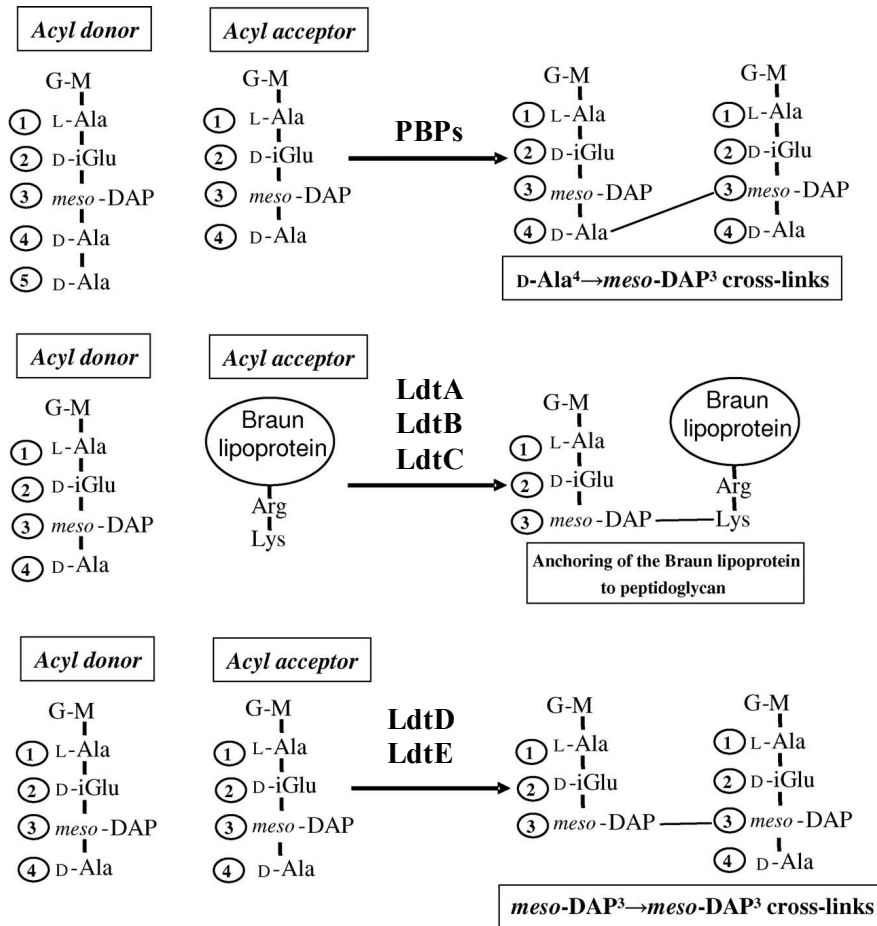 Acyl donor
Acyl acceptor
G-M
G-M
① L-Ala
① L-Ala
② D-iGlu
② D-iGlu
③ meso-DAP
③ meso-DAP
④ D-Ala
④ D-Ala
⑤ D-Ala
PBPs
G-M
G-M
① L-Ala
① L-Ala
② D-iGlu
② D-iGlu
③ meso-DAP
③ meso-DAP
④ D-Ala
④ D-Ala
D-Ala⁴→meso-DAP³ cross-links
Acyl donor
Acyl acceptor
G-M
① L-Ala
② D-iGlu
③ meso-DAP
④ D-Ala
Braun
lipoprotein
Arg
Lys
LdtA
LdtB
LdtC
G-M
① L-Ala
② D-iGlu
③ meso-DAP
Braun
lipoprotein
Arg
Lys
Anchoring of the Braun lipoprotein
to peptidoglycan
Acyl donor
Acyl acceptor
G-M
G-M
① L-Ala
① L-Ala
② D-iGlu
② D-iGlu
③ meso-DAP
③ meso-DAP
④ D-Ala
④ D-Ala
LdtD
LdtE
G-M
G-M
① L-Ala
① L-Ala
② D-iGlu
② D-iGlu
③ meso-DAP
③ meso-DAP
④ D-Ala
meso-DAP³→meso-DAP³ cross-links